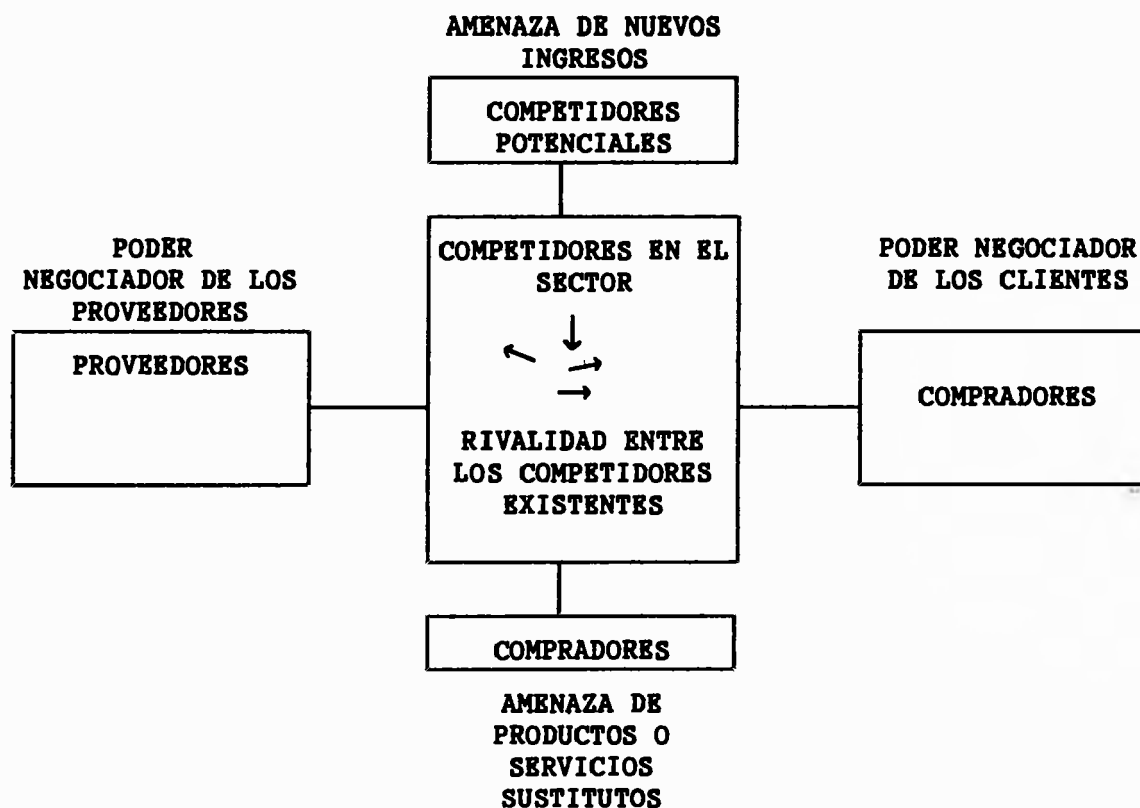 AMENAZA DE NUEVOS
INGRESOS
COMPETIDORES
POTENCIALES
PODER
NEGOCIADOR DE LOS
PROVEEDORES
PROVEEDORES
COMPETIDORES EN EL
SECTOR
RIVALIDAD ENTRE
LOS COMPETIDORES
EXISTENTES
PODER NEGOCIADOR
DE LOS CLIENTES
COMPRADORES
COMPRADORES
AMENAZA DE
PRODUCTOS O
SERVICIOS
SUSTITUTOS